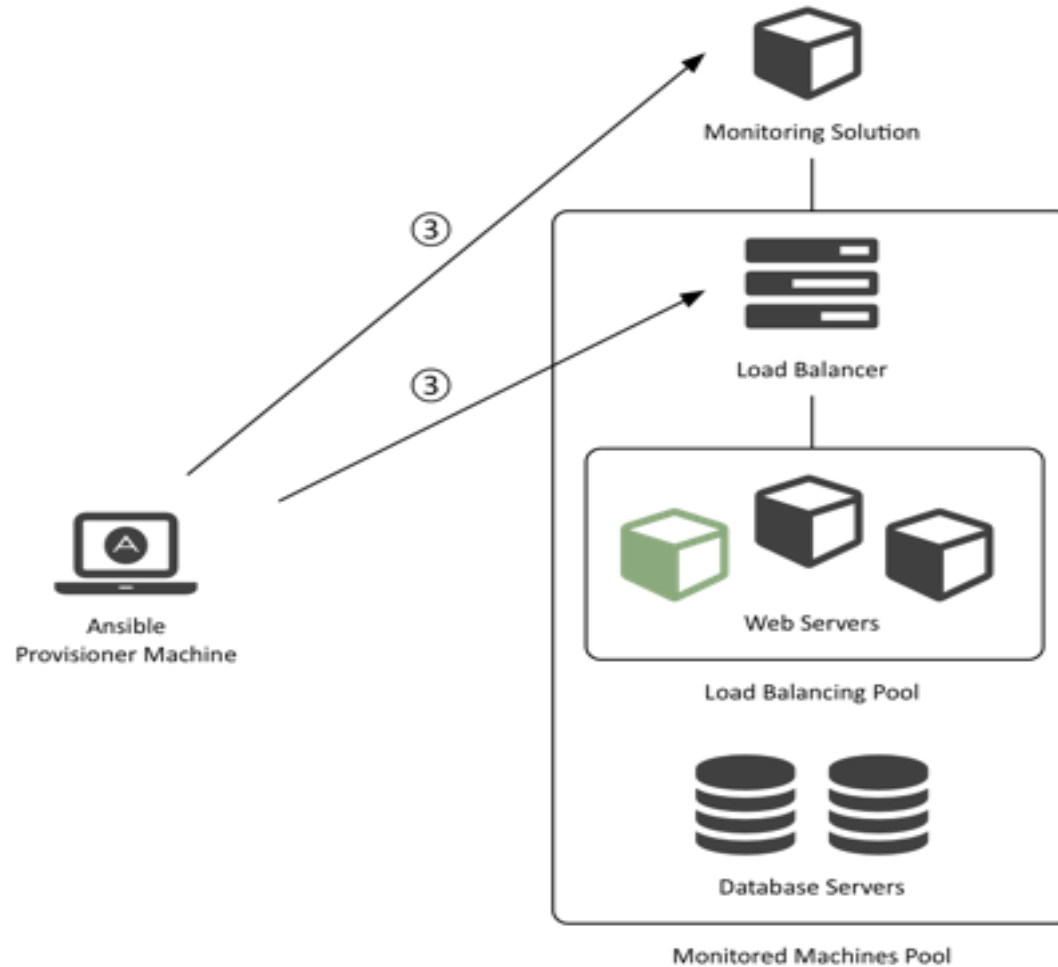 Monitoring Solution
③
Load Balancer
③
Web Servers
Ansible
Provisioner Machine
Load Balancing Pool
Database Servers
Monitored Machines Pool